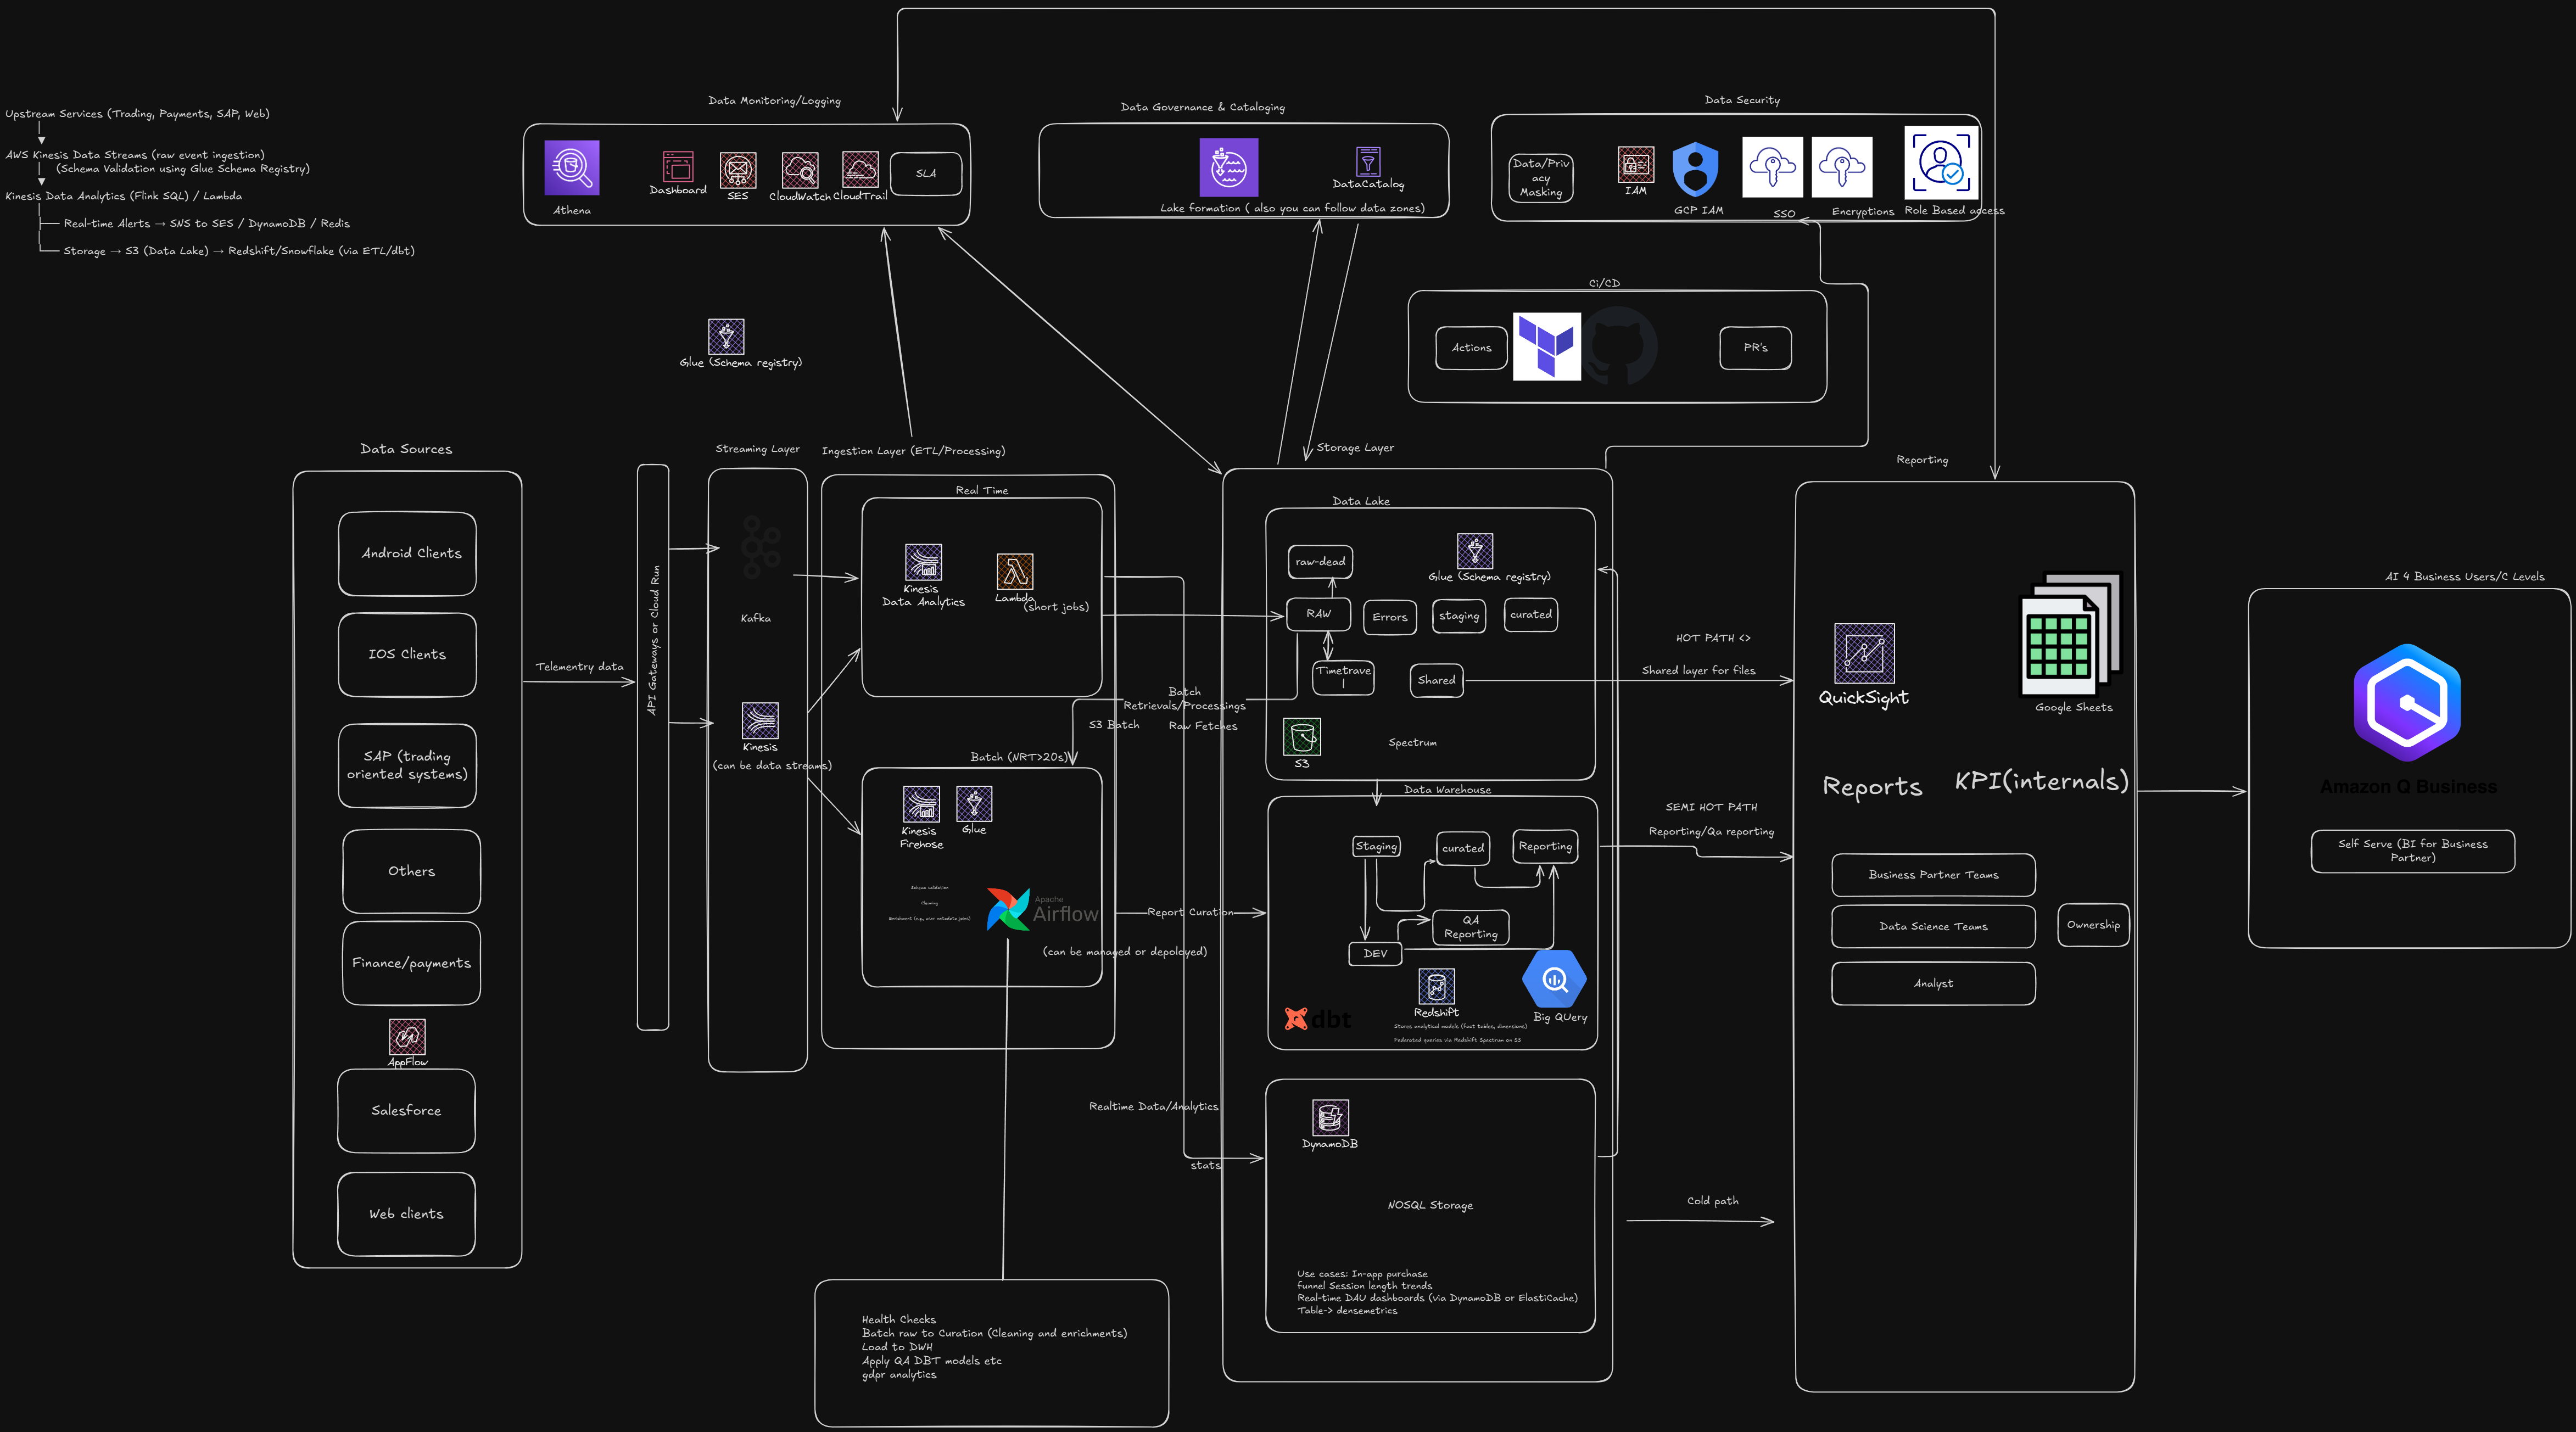 Upstream Services (Trading, Payments, SAP, Web)
│
▼
AWS Kinesis Data Streams (raw event ingestion)
│ (Schema Validation using Glue Schema Registry)
▼
Kinesis Data Analytics (Flink SQL) / Lambda
│
├── Real-time Alerts → SNS to SES / DynamoDB / Redis
│
└── Storage → S3 (Data Lake) → Redshift/Snowflake (via ETL/dbt)
Data Monitoring/Logging
Athena
Dashboard
SES
CloudWatch
CloudTrail
SLA
Data Governance & Cataloging
DataCatalog
Lake formation ( also you can follow data zones)
Data Security
Data/Priv
acy
Masking
IAM
GCP IAM
SSO
Encryptions
Role Based access
Ci/CD
Actions
PR's
Glue (Schema registry)
Data Sources
Android Clients
IOS Clients
SAP (trading
oriented systems)
Others
Finance/payments
AppFlow
Salesforce
Web clients
Telementry data
API Gateways or Cloud Run
Streaming Layer
Kafka
Kinesis
(can be data streams)
Ingestion Layer (ETL/Processing)
Real Time
Kinesis
Data Analytics
Lambda
(short jobs)
Batch
Retrievals/Processings
S3 Batch
Raw Fetches
Batch (NRT>20s)
Kinesis
Firehose
Glue
Schema validation
Cleaning
Enrichment (e.g., user metadata joins)
Apache
Airflow
(can be managed or depoloyed)
Report Curation
Realtime Data/Analytics
stats
Health Checks
Batch raw to Curation (Cleaning and enrichments)
Load to DWH
Apply QA DBT models etc
gdpr analytics
Storage Layer
Data Lake
raw-dead
Glue (Schema registry)
RAW
Errors
staging
curated
Timetrave
l
Shared
S3
Spectrum
Data Warehouse
Staging
curated
Reporting
QA
Reporting
DEV
dbt
Redshift
Big QUery
Stores analytical models (fact tables, dimensions)
Federated queries via Redshift Spectrum on S3
DynamoDB
NOSQL Storage
Use cases: In-app purchase
funnel Session length trends
Real-time DAU dashboards (via DynamoDB or ElastiCache)
Table-> densemetrics
HOT PATH <>
Shared layer for files
SEMI HOT PATH
Reporting/Qa reporting
Cold path
Reporting
QuickSight
Google Sheets
Reports
KPI(internals)
Business Partner Teams
Data Science Teams
Ownership
Analyst
AI 4 Business Users/C Levels
Amazon Q Business
Self Serve (BI for Business
Partner)